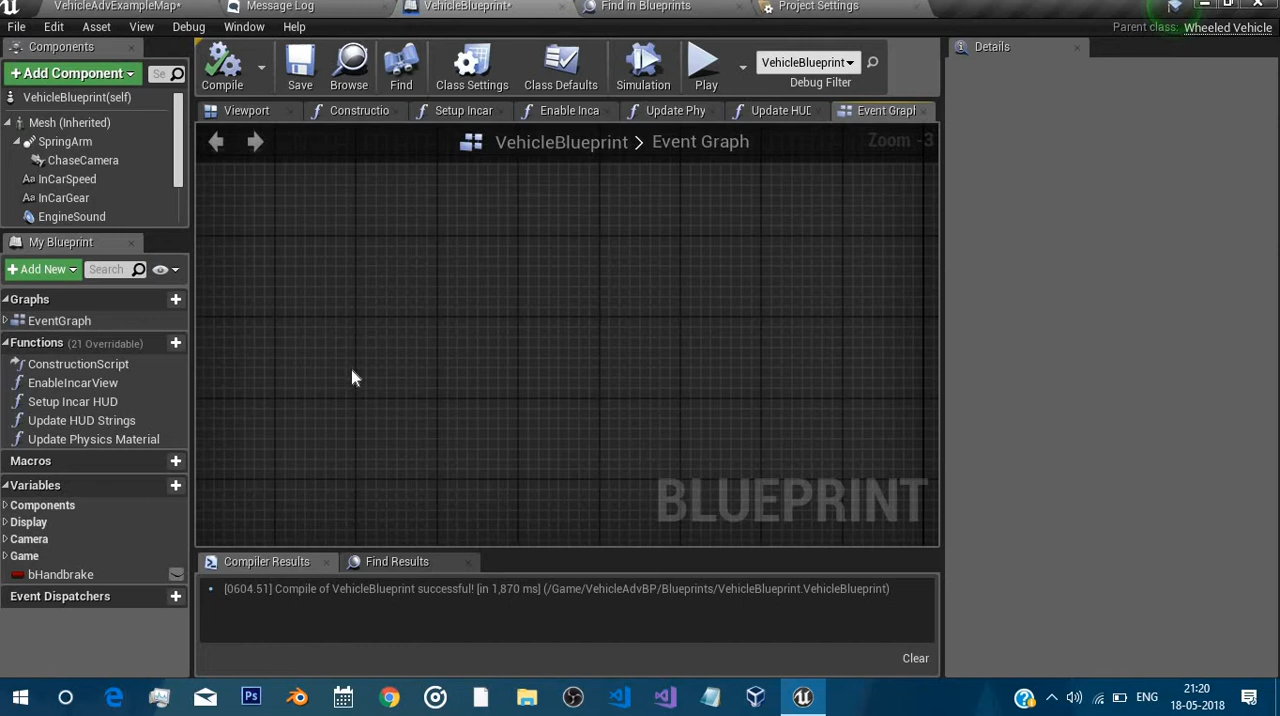 VehicleAdvExampleMap*
Message Log
VehicleBlueprint*
Find in Blueprints
Project Settings
File
Edit
Asset
View
Debug
Window
Help
Parent class: Wheeled Vehicle
Components
+Add Component
Se
VehicleBlueprint(self)
Mesh (Inherited)
SpringArm
ChaseCamera
InCarSpeed
InCarGear
EngineSound
My Blueprint
+Add New
Search
Graphs
EventGraph
Functions (21 Overridable)
ConstructionScript
EnableIncarView
Setup Incar HUD
Update HUD Strings
Update Physics Material
Macros
Variables
Components
Display
Camera
Game
bHandbrake
Event Dispatchers
Compile
Save
Browse
Find
Class Settings
Class Defaults
Simulation
Play
VehicleBlueprint
Debug Filter
Viewport
Constructio
Setup Incar
Enable Inca
Update Phy
Update HUD
Event Graph
VehicleBlueprint > Event Graph
Zoom -3
BLUEPRINT
Compiler Results
Find Results
[0604.51] Compile of VehicleBlueprint successful! [in 1,870 ms] (/Game/VehicleAdvBP/Blueprints/VehicleBlueprint.VehicleBlueprint)
Clear
Details
Ps
ENG
21:20
18-05-2018